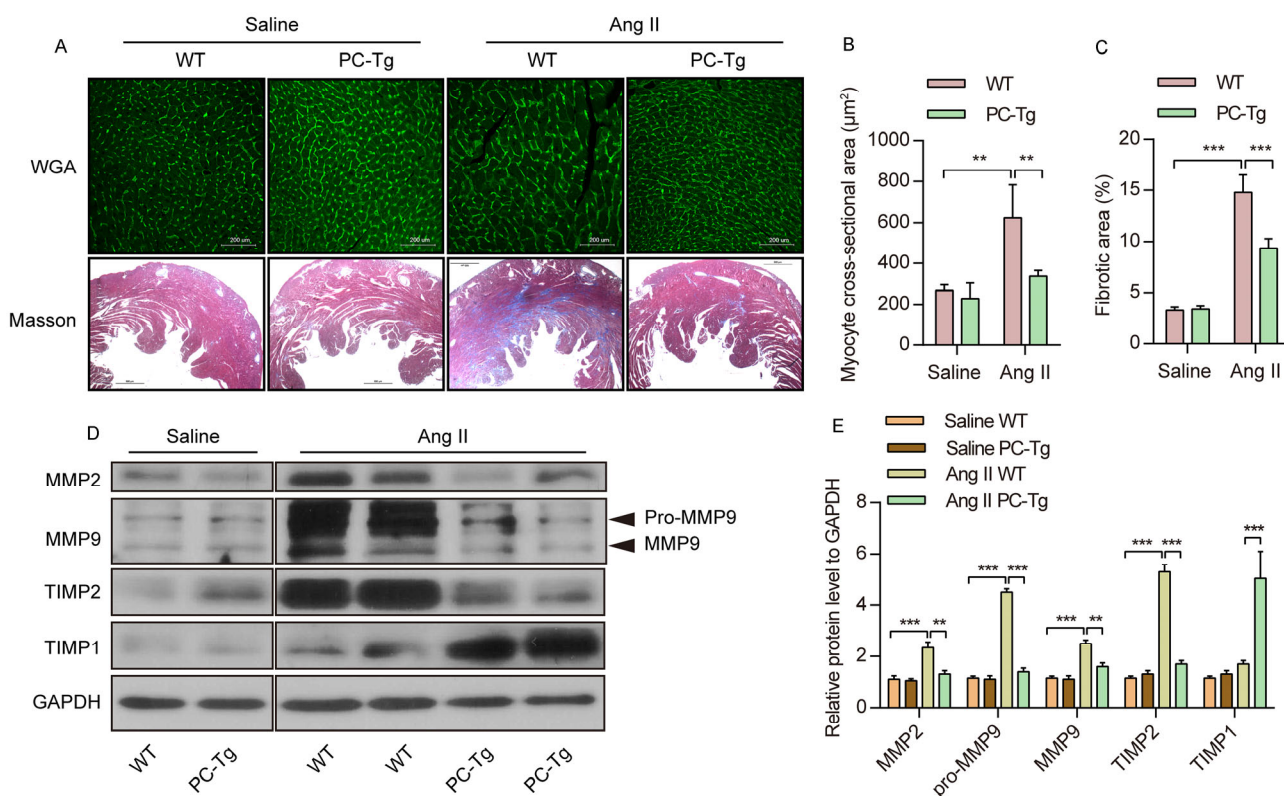 A
Saline
Ang II
WT
PC-Tg
WT
PC-Tg
WGA
200 µm
200 µm
200 µm
200 µm
Masson
B
WT
PC-Tg
Myocyte cross-sectional area (µm²)
1000
800
600
400
200
0
**
**
Saline
Ang II
C
WT
PC-Tg
Fibrotic area (%)
20
15
10
5
0
***
***
Saline
Ang II
D
Saline
Ang II
MMP2
MMP9
Pro-MMP9
MMP9
TIMP2
TIMP1
GAPDH
WT
PC-Tg
WT
WT
PC-Tg
PC-Tg
E
Saline WT
Saline PC-Tg
Ang II WT
Ang II PC-Tg
Relative protein level to GAPDH
8
6
4
2
0
***
**
***
***
***
**
***
***
***
MMP2
pro-MMP9
MMP9
TIMP2
TIMP1